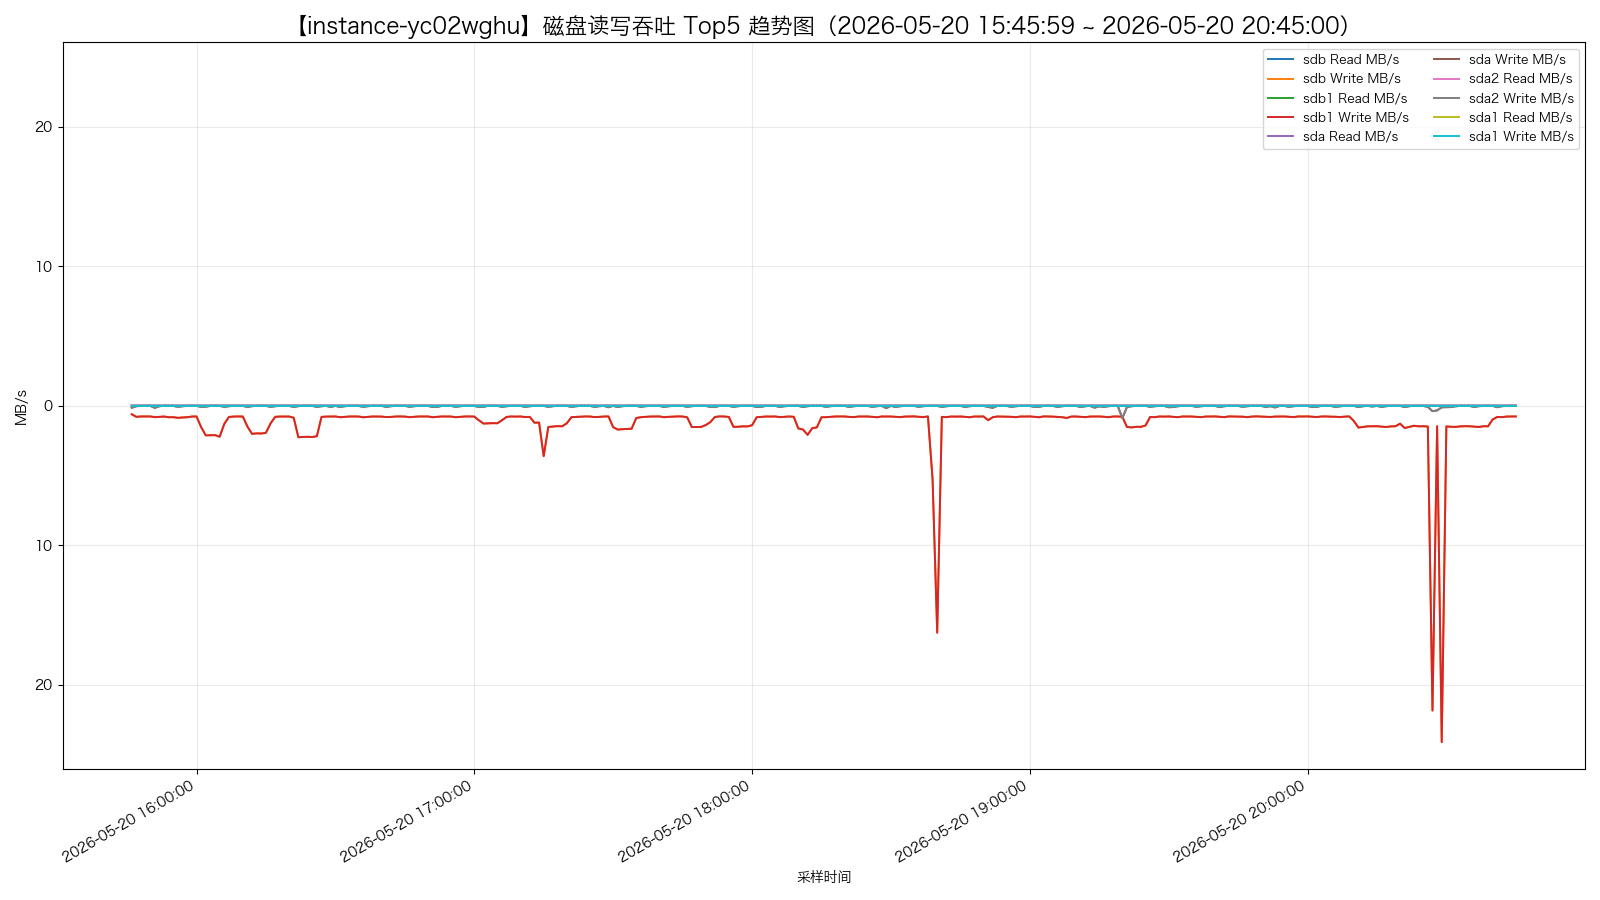 【instance-yc02wghu】磁盘读写吞吐 Top5 趋势图（2026-05-20 15:45:59 ~ 2026-05-20 20:45:00）
sdb Read MB/s
sdb Write MB/s
sdb1 Read MB/s
sdb1 Write MB/s
sda Read MB/s
sda Write MB/s
sda2 Read MB/s
sda2 Write MB/s
sda1 Read MB/s
sda1 Write MB/s
MB/s
20
10
0
10
20
2026-05-20 16:00:00
2026-05-20 17:00:00
2026-05-20 18:00:00
2026-05-20 19:00:00
2026-05-20 20:00:00
采样时间